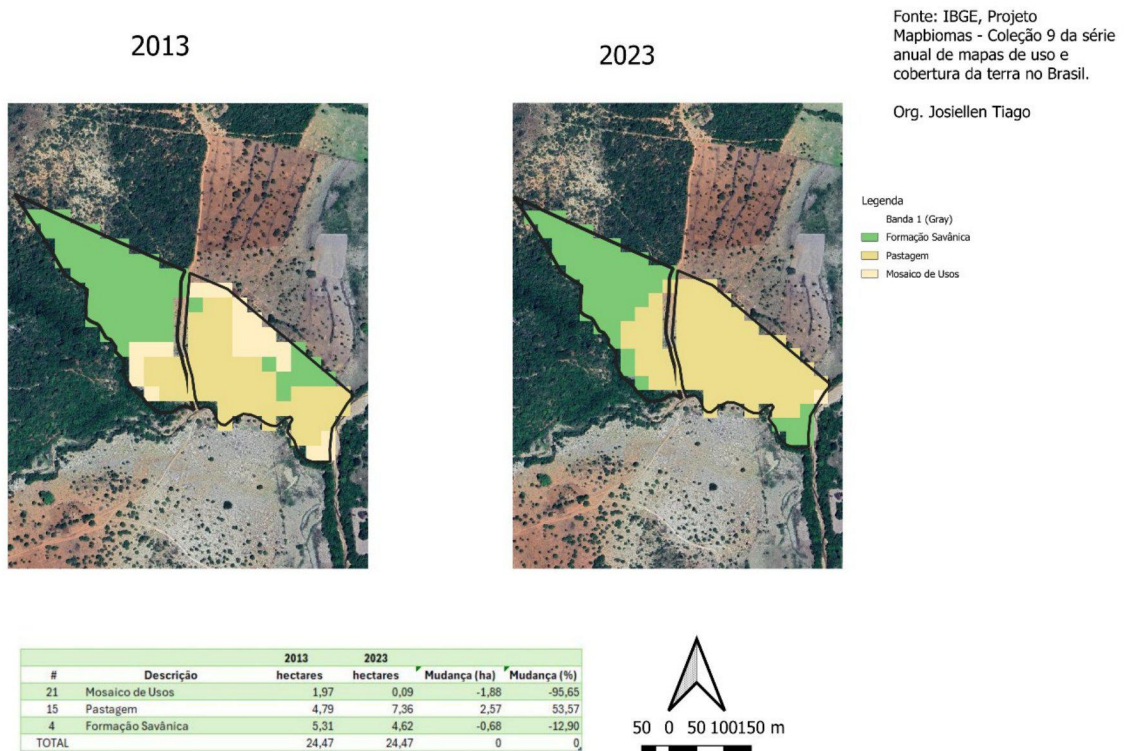 2013
2023
Fonte: IBGE, Projeto
Mapbiomas - Coleção 9 da série
anual de mapas de uso e
cobertura da terra no Brasil.
Org. Josiellen Tiago
Legenda
Banda 1 (Gray)
Formação Savânica
Pastagem
Mosaico de Usos
2013 2023
# Descrição hectares hectares Mudança (ha) Mudança (%)
21 Mosaico de Usos 1,97 0,09 -1,88 -95,65
15 Pastagem 4,79 7,36 2,57 53,57
4 Formação Savânica 5,31 4,62 -0,68 -12,90
TOTAL 24,47 24,47 0 0
50 0 50 100150 m